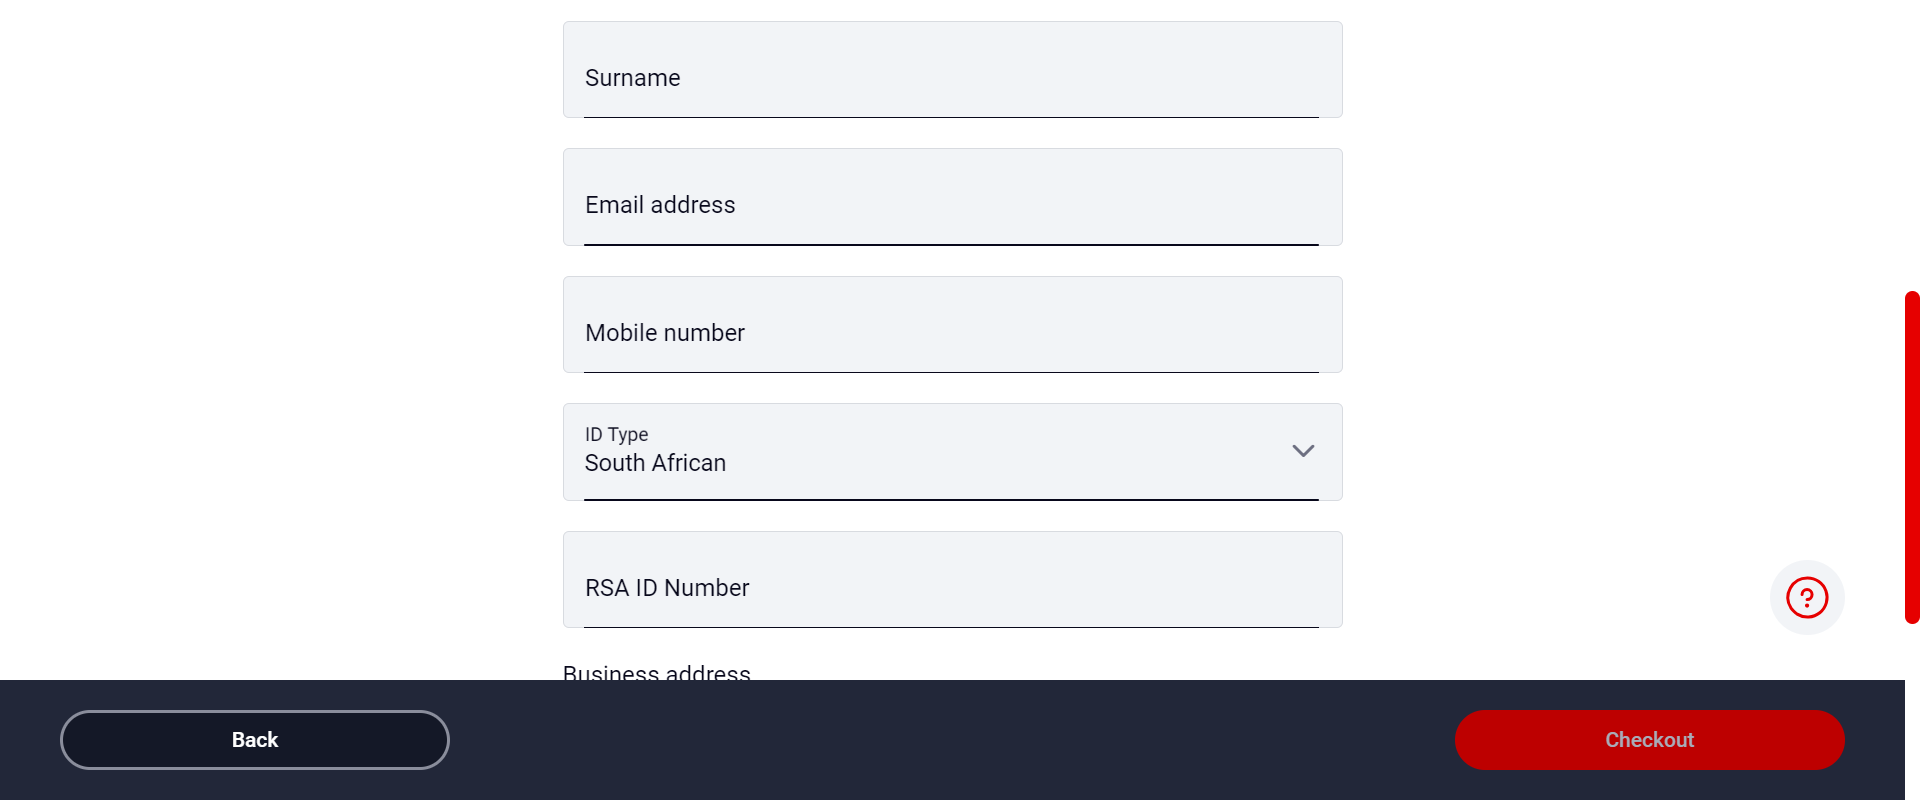 Surname
Email address
Mobile number
ID Type
South African
RSA ID Number
Business address
Back
Checkout